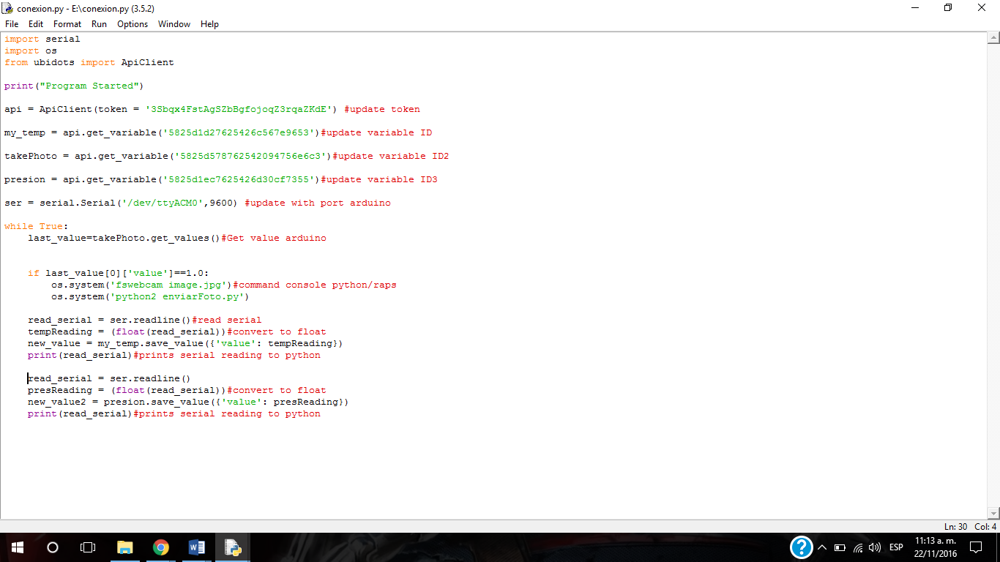 conexion.py - E:\conexion.py (3.5.2)
File Edit Format Run Options Window Help
import serial
import os
from ubidots import ApiClient
print("Program Started")
api = ApiClient(token = '3Sbqx4FstAgSZbBgfojoqZ3rqaZKdE') #update token
my_temp = api.get_variable('5825d1d27625426c567e9653')#update variable ID
takePhoto = api.get_variable('5825d578762542094756e6c3')#update variable ID2
presion = api.get_variable('5825d1ec7625426d30cf7355')#update variable ID3
ser = serial.Serial('/dev/ttyACM0',9600) #update with port arduino
while True:
    last_value=takePhoto.get_values()#Get value arduino
    if last_value[0]['value']==1.0:
        os.system('fswebcam image.jpg')#command console python/raps
        os.system('python2 enviarFoto.py')
    read_serial = ser.readline()#read serial
    tempReading = (float(read_serial))#convert to float
    new_value = my_temp.save_value({'value': tempReading})
    print(read_serial)#prints serial reading to python
    read_serial = ser.readline()
    presReading = (float(read_serial))#convert to float
    new_value2 = presion.save_value({'value': presReading})
    print(read_serial)#prints serial reading to python
Ln: 30 Col: 4
ESP
11:13 a. m.
22/11/2016